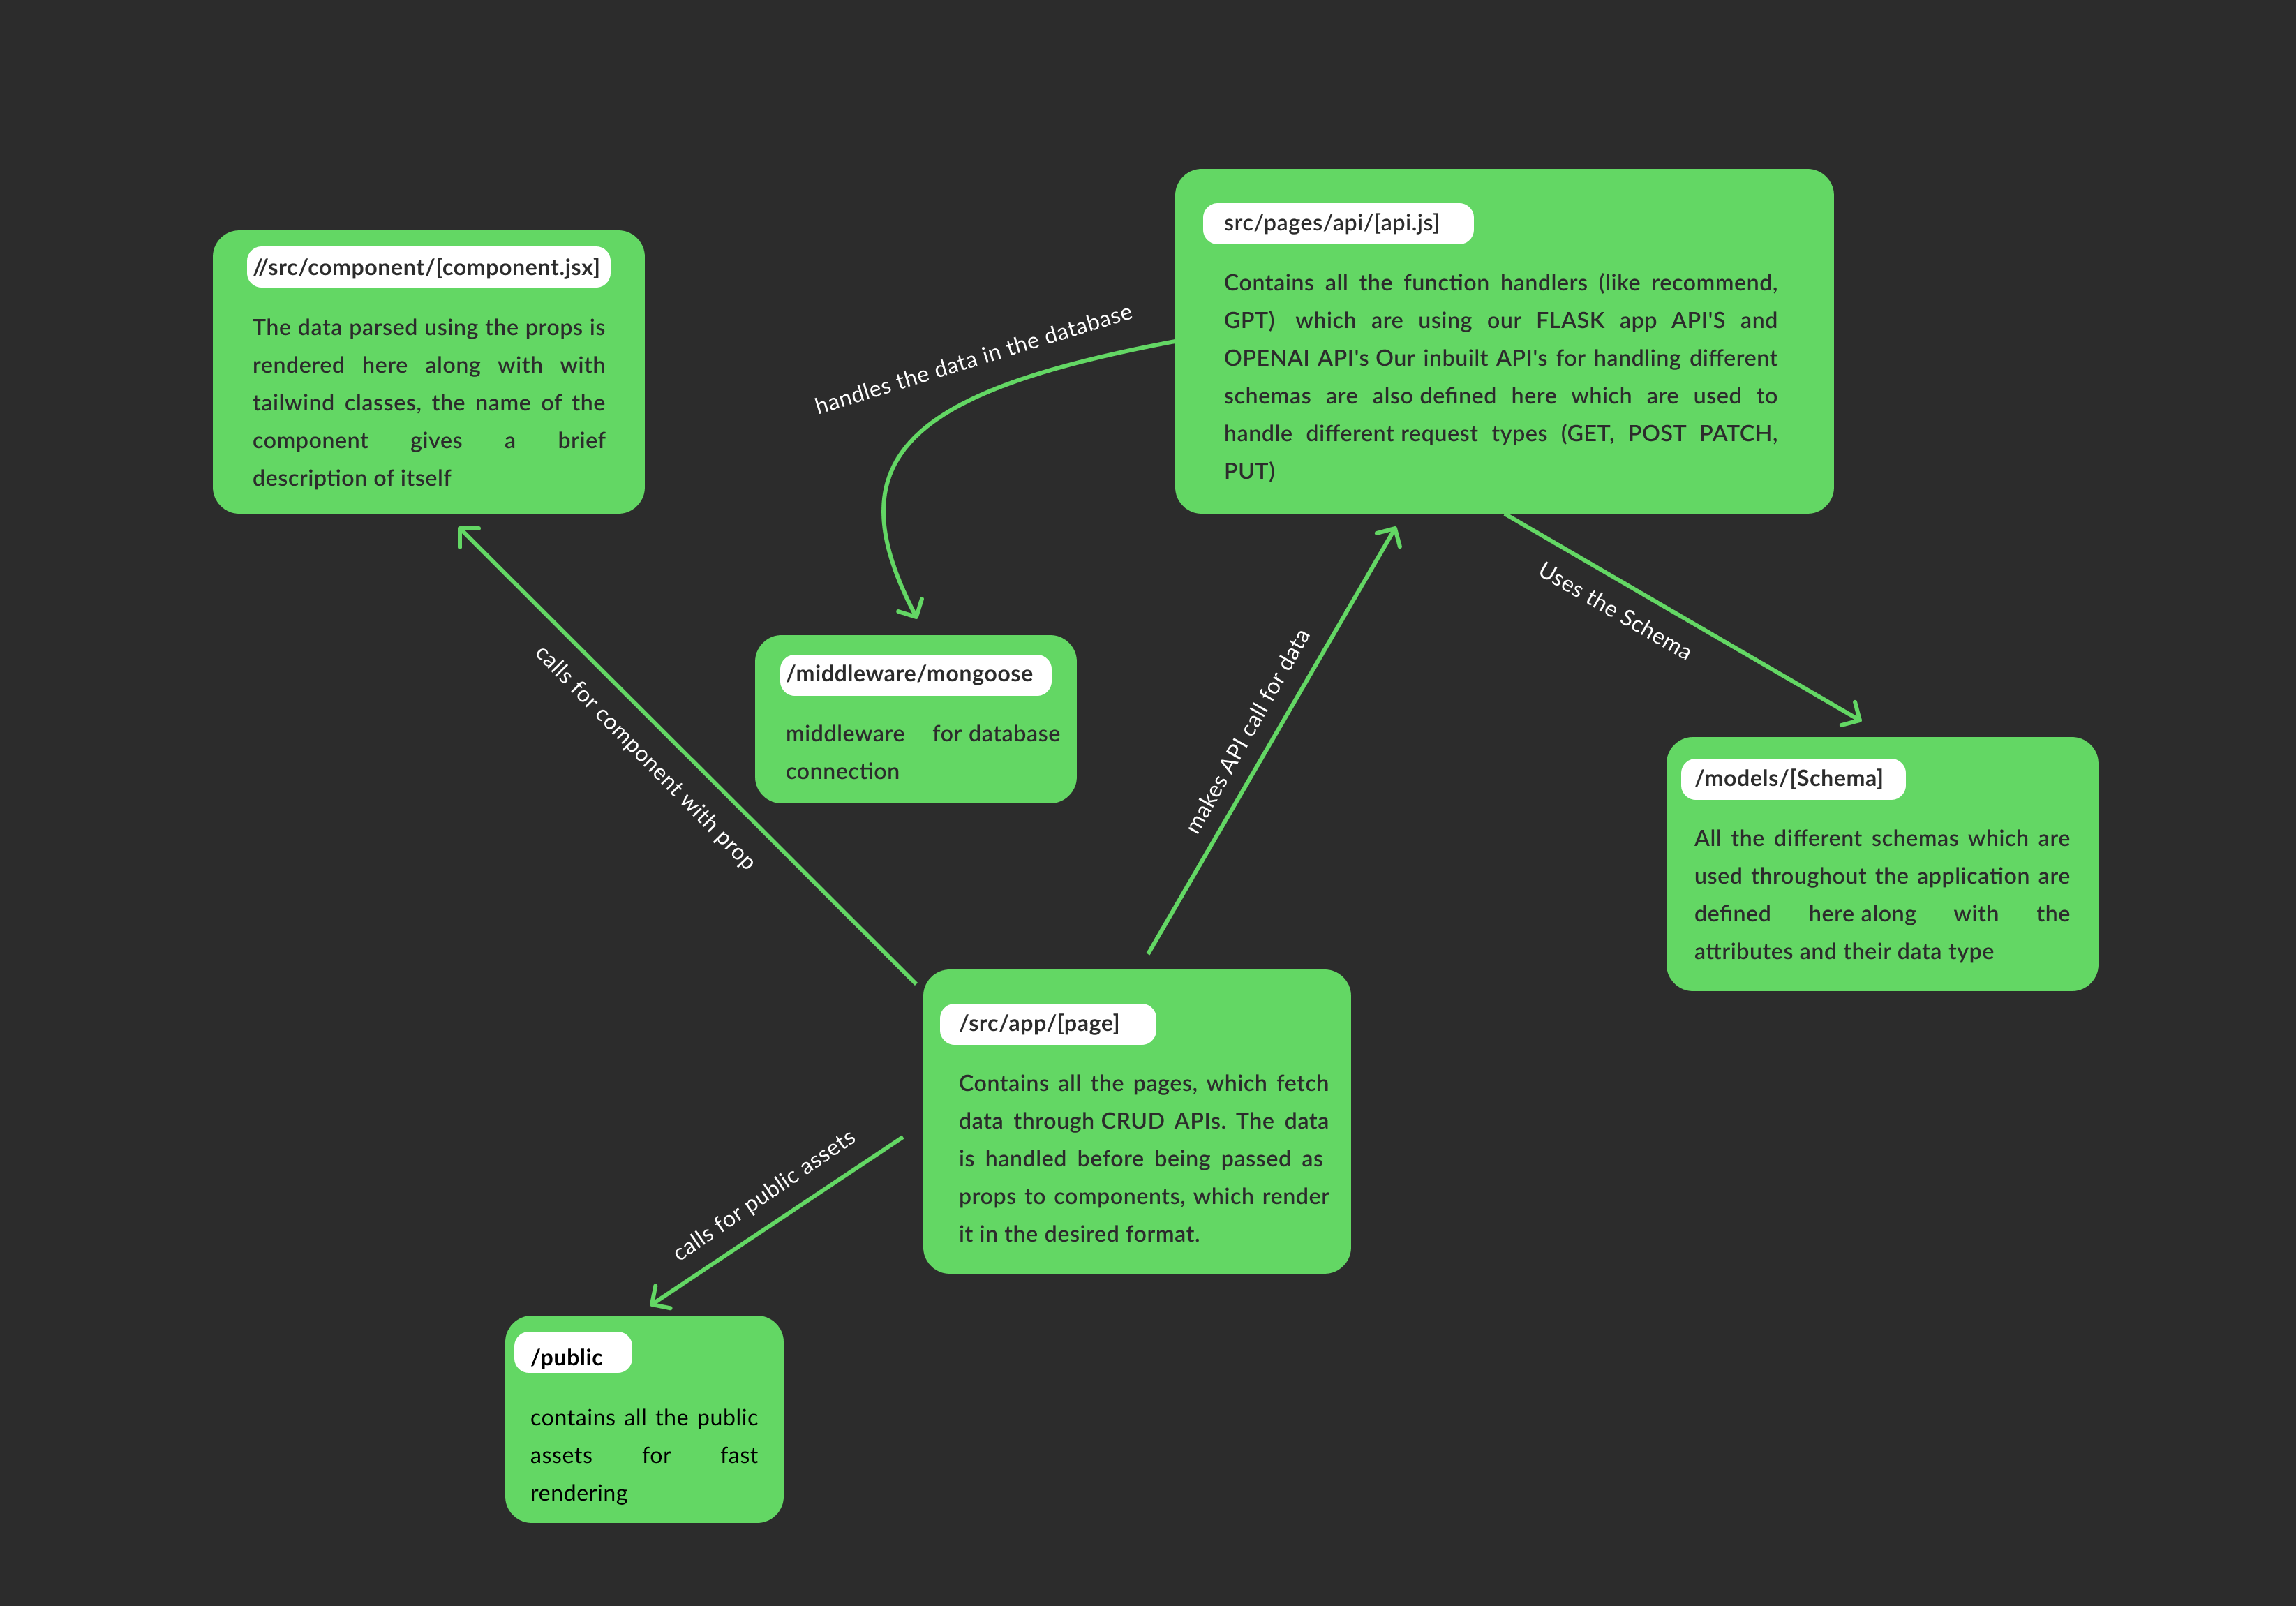 //src/component/[component.jsx]
The data parsed using the props is
rendered here along with with
tailwind classes, the name of the
component gives a brief
description of itself
src/pages/api/[api.js]
Contains all the function handlers (like recommend,
GPT) which are using our FLASK app API'S and
OPENAI API's Our inbuilt API's for handling different
schemas are also defined here which are used to
handle different request types (GET, POST PATCH,
PUT)
handles the data in the database
/middleware/mongoose
middleware for database
connection
calls for component with prop
makes API call for data
Uses the Schema
/models/[Schema]
All the different schemas which are
used throughout the application are
defined here along with the
attributes and their data type
/src/app/[page]
Contains all the pages, which fetch
data through CRUD APIs. The data
is handled before being passed as
props to components, which render
it in the desired format.
calls for public assets
/public
contains all the public
assets for fast
rendering